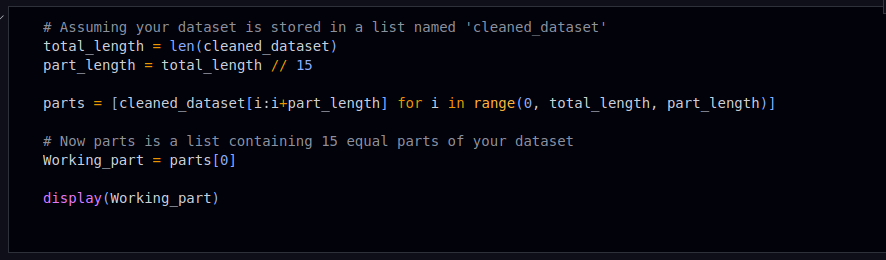 # Assuming your dataset is stored in a list named 'cleaned_dataset'
total_length = len(cleaned_dataset)
part_length = total_length // 15
parts = [cleaned_dataset[i:i+part_length] for i in range(0, total_length, part_length)]
# Now parts is a list containing 15 equal parts of your dataset
Working_part = parts[0]
display(Working_part)